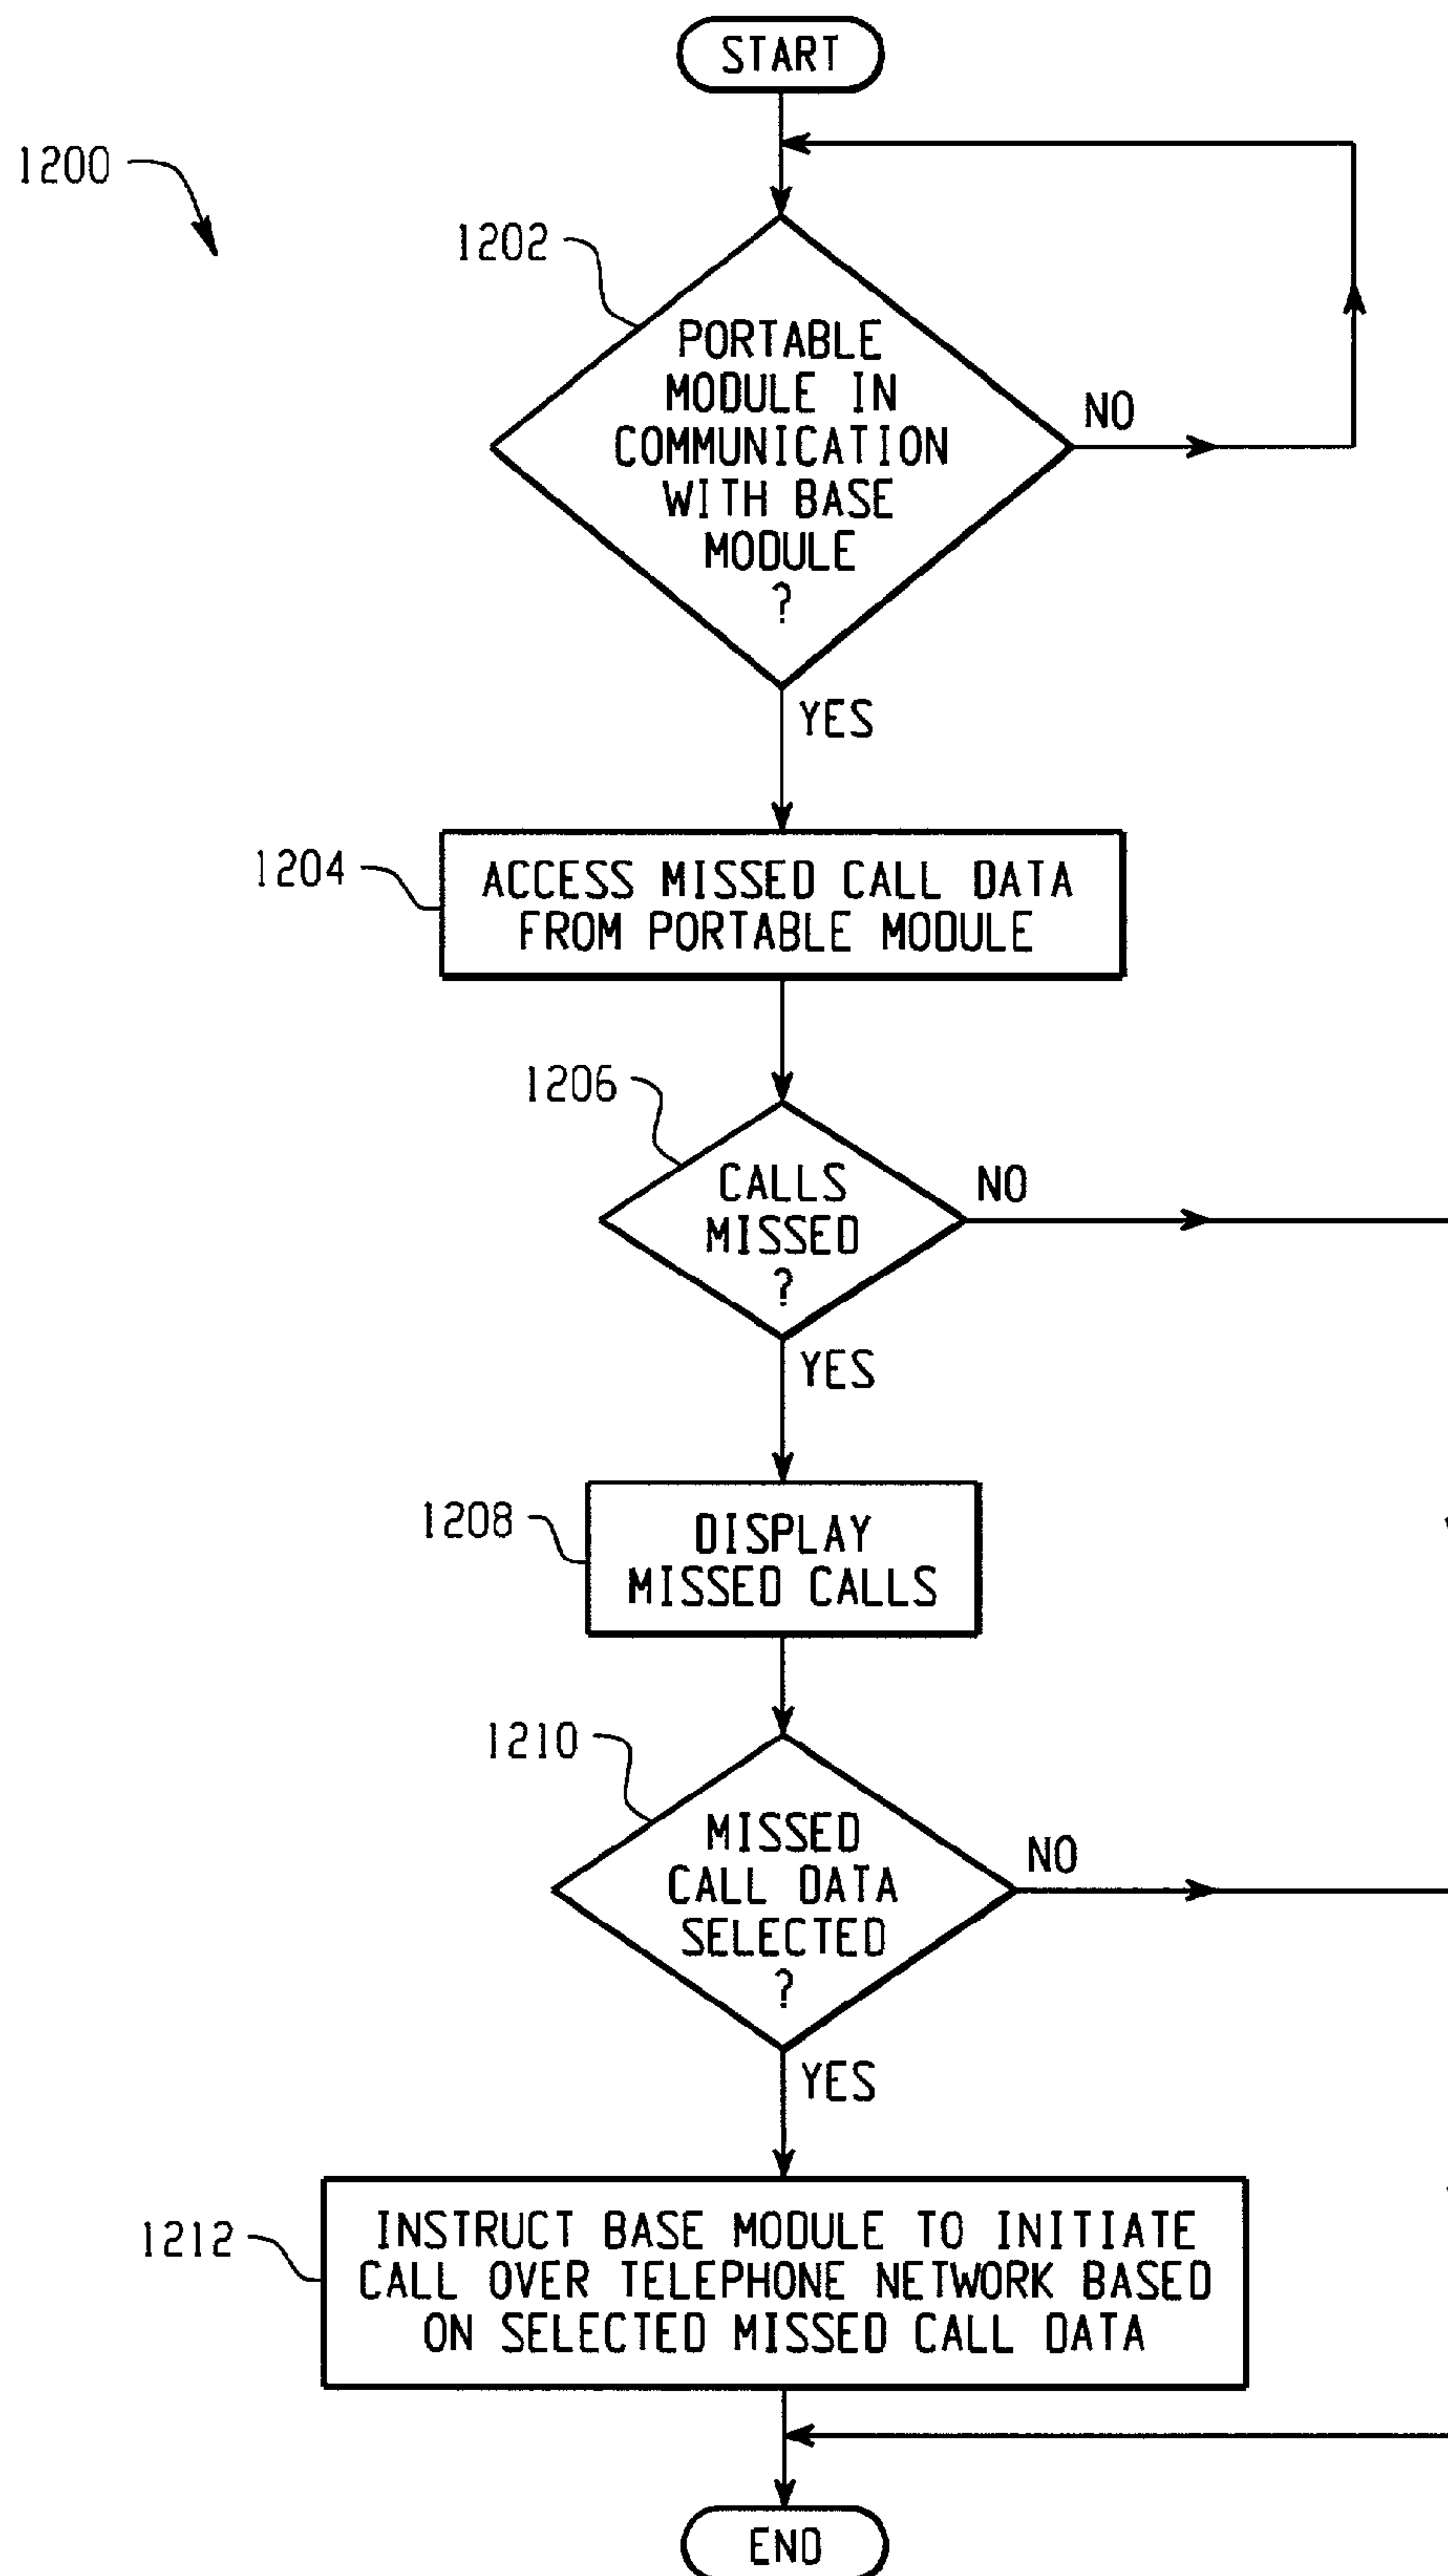 START
1200
1202
PORTABLE
MODULE IN
COMMUNICATION
WITH BASE
MODULE
?
NO
YES
1204
ACCESS MISSED CALL DATA
FROM PORTABLE MODULE
1206
CALLS
MISSED
?
NO
YES
1208
DISPLAY
MISSED CALLS
1210
MISSED
CALL DATA
SELECTED
?
NO
YES
1212
INSTRUCT BASE MODULE TO INITIATE
CALL OVER TELEPHONE NETWORK BASED
ON SELECTED MISSED CALL DATA
END